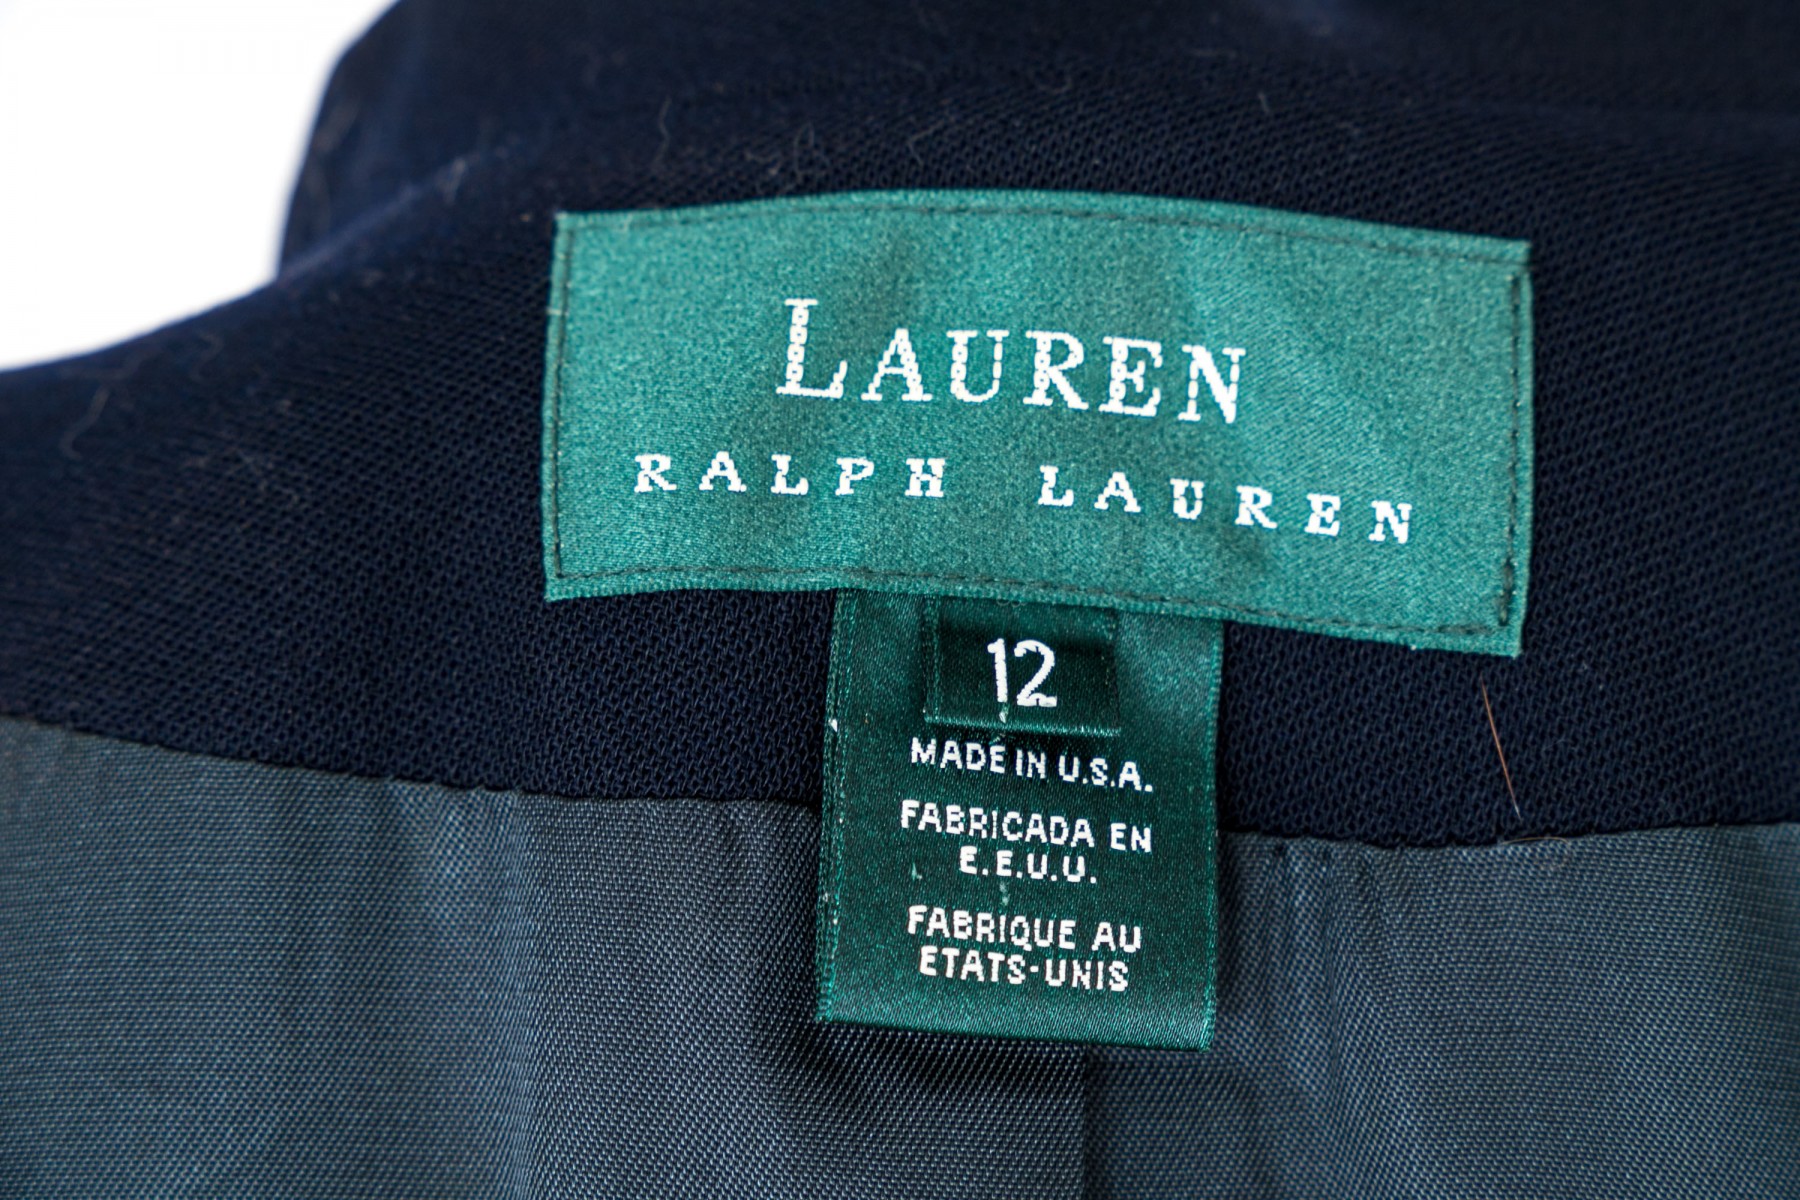 LAUREN
RALPH LAUREN
12
MADE IN U.S.A.
FABRICADA EN
E.E.U.U.
FABRIQUE AU
ETATS-UNIS